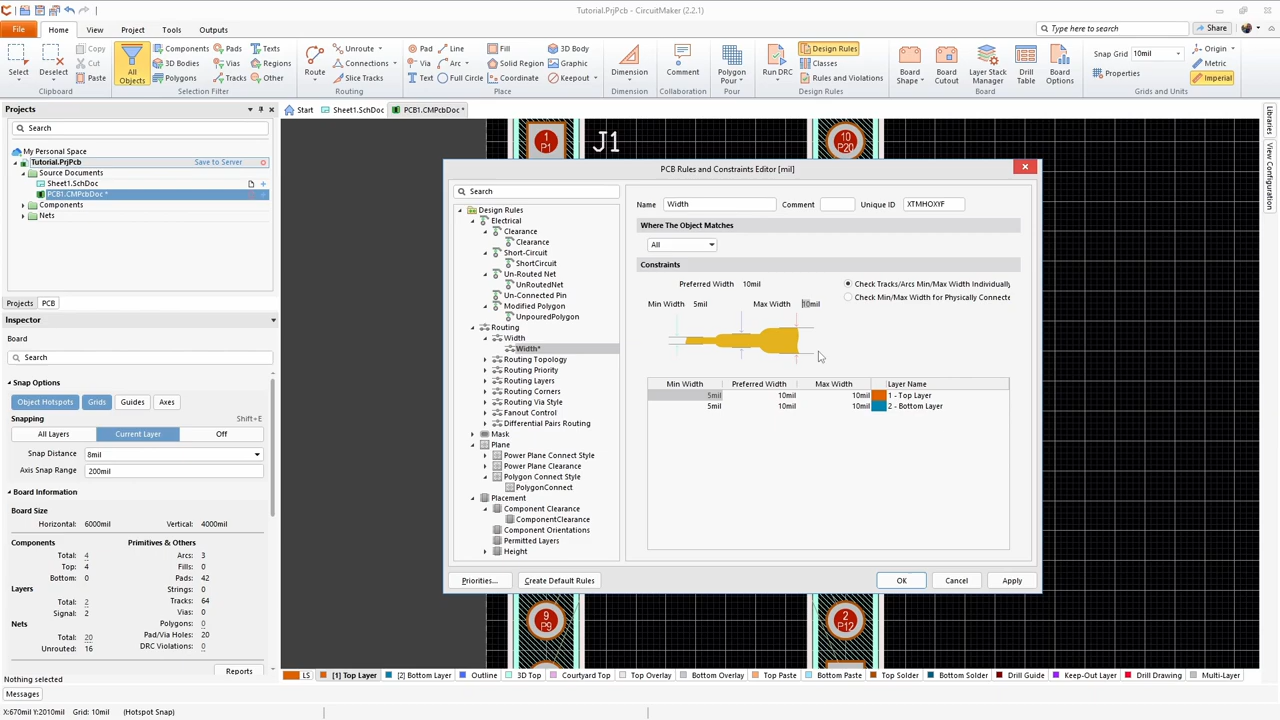 Tutorial.PrjPcb - CircuitMaker (2.2.1)
File Home View Project Tools Outputs Type here to search Share
Select Deselect Copy Cut Paste All Objects Components 3D Bodies Polygons Pads Vias Tracks Texts Regions Other
Clipboard Selection Filter
Route Unroute Connections Slide Tracks Routing
Pad Via Text Line Arc Full Circle Fill Solid Region Coordinate 3D Body Graphic Keepout Place
Dimension Dimension
Comment Collaboration
Polygon Pour Pour
Run DRC Design Rules Classes Rules and Violations Design Rules
Board Shape Board Cutout Layer Stack Manager Drill Table Board Options Board
Snap Grid 10mil Properties Origin Metric Imperial Grids and Units
Projects
Search
My Personal Space
Tutorial.PrjPcb Save to Server
Source Documents
Sheet1.SchDoc
PCB1.CMPcbDoc *
Components
Nets
Projects PCB
Inspector
Board
Search
Snap Options
Object Hotspots Grids Guides Axes
Snapping Shift+E
All Layers Current Layer Off
Snap Distance 8mil
Axis Snap Range 200mil
Board Information
Board Size
Horizontal: 6000mil Vertical: 4000mil
Components Primitives & Others
Total: 4 Arcs: 3
Top: 4 Fills: 0
Bottom: 0 Pads: 42
Layers Strings: 0
Total: 2 Tracks: 64
Signal: 2 Vias: 0
Nets Polygons: 0
Total: 20 Pad/Via Holes: 20
Unrouted: 16 DRC Violations: 0
Reports
Nothing selected
Messages
X:670mil Y:2010mil Grid: 10mil (Hotspot Snap)
Start Sheet1.SchDoc PCB1.CMPcbDoc *
1 P1 J1 10 P20
PCB Rules and Constraints Editor [mil]
Search
Design Rules
Electrical
Clearance
Clearance
Short-Circuit
ShortCircuit
Un-Routed Net
UnRoutedNet
Un-Connected Pin
Modified Polygon
UnpouredPolygon
Routing
Width
Width*
Routing Topology
Routing Priority
Routing Layers
Routing Corners
Routing Via Style
Fanout Control
Differential Pairs Routing
Mask
Plane
Power Plane Connect Style
Power Plane Clearance
Polygon Connect Style
PolygonConnect
Placement
Component Clearance
ComponentClearance
Component Orientations
Permitted Layers
Height
Name Width Comment Unique ID XTMHOXYF
Where The Object Matches
All
Constraints
Preferred Width 10mil Check Tracks/Arcs Min/Max Width Individually
Check Min/Max Width for Physically Connecte
Min Width 5mil Max Width 10mil
Min Width Preferred Width Max Width Layer Name
5mil 10mil 10mil 1 - Top Layer
5mil 10mil 10mil 2 - Bottom Layer
Priorities... Create Default Rules OK Cancel Apply
9 P9 2 P12
LS [1] Top Layer [2] Bottom Layer Outline 3D Top Courtyard Top Top Overlay Bottom Overlay Top Paste Bottom Paste Top Solder Bottom Solder Drill Guide Keep-Out Layer Drill Drawing Multi-Layer
Libraries View Configuration